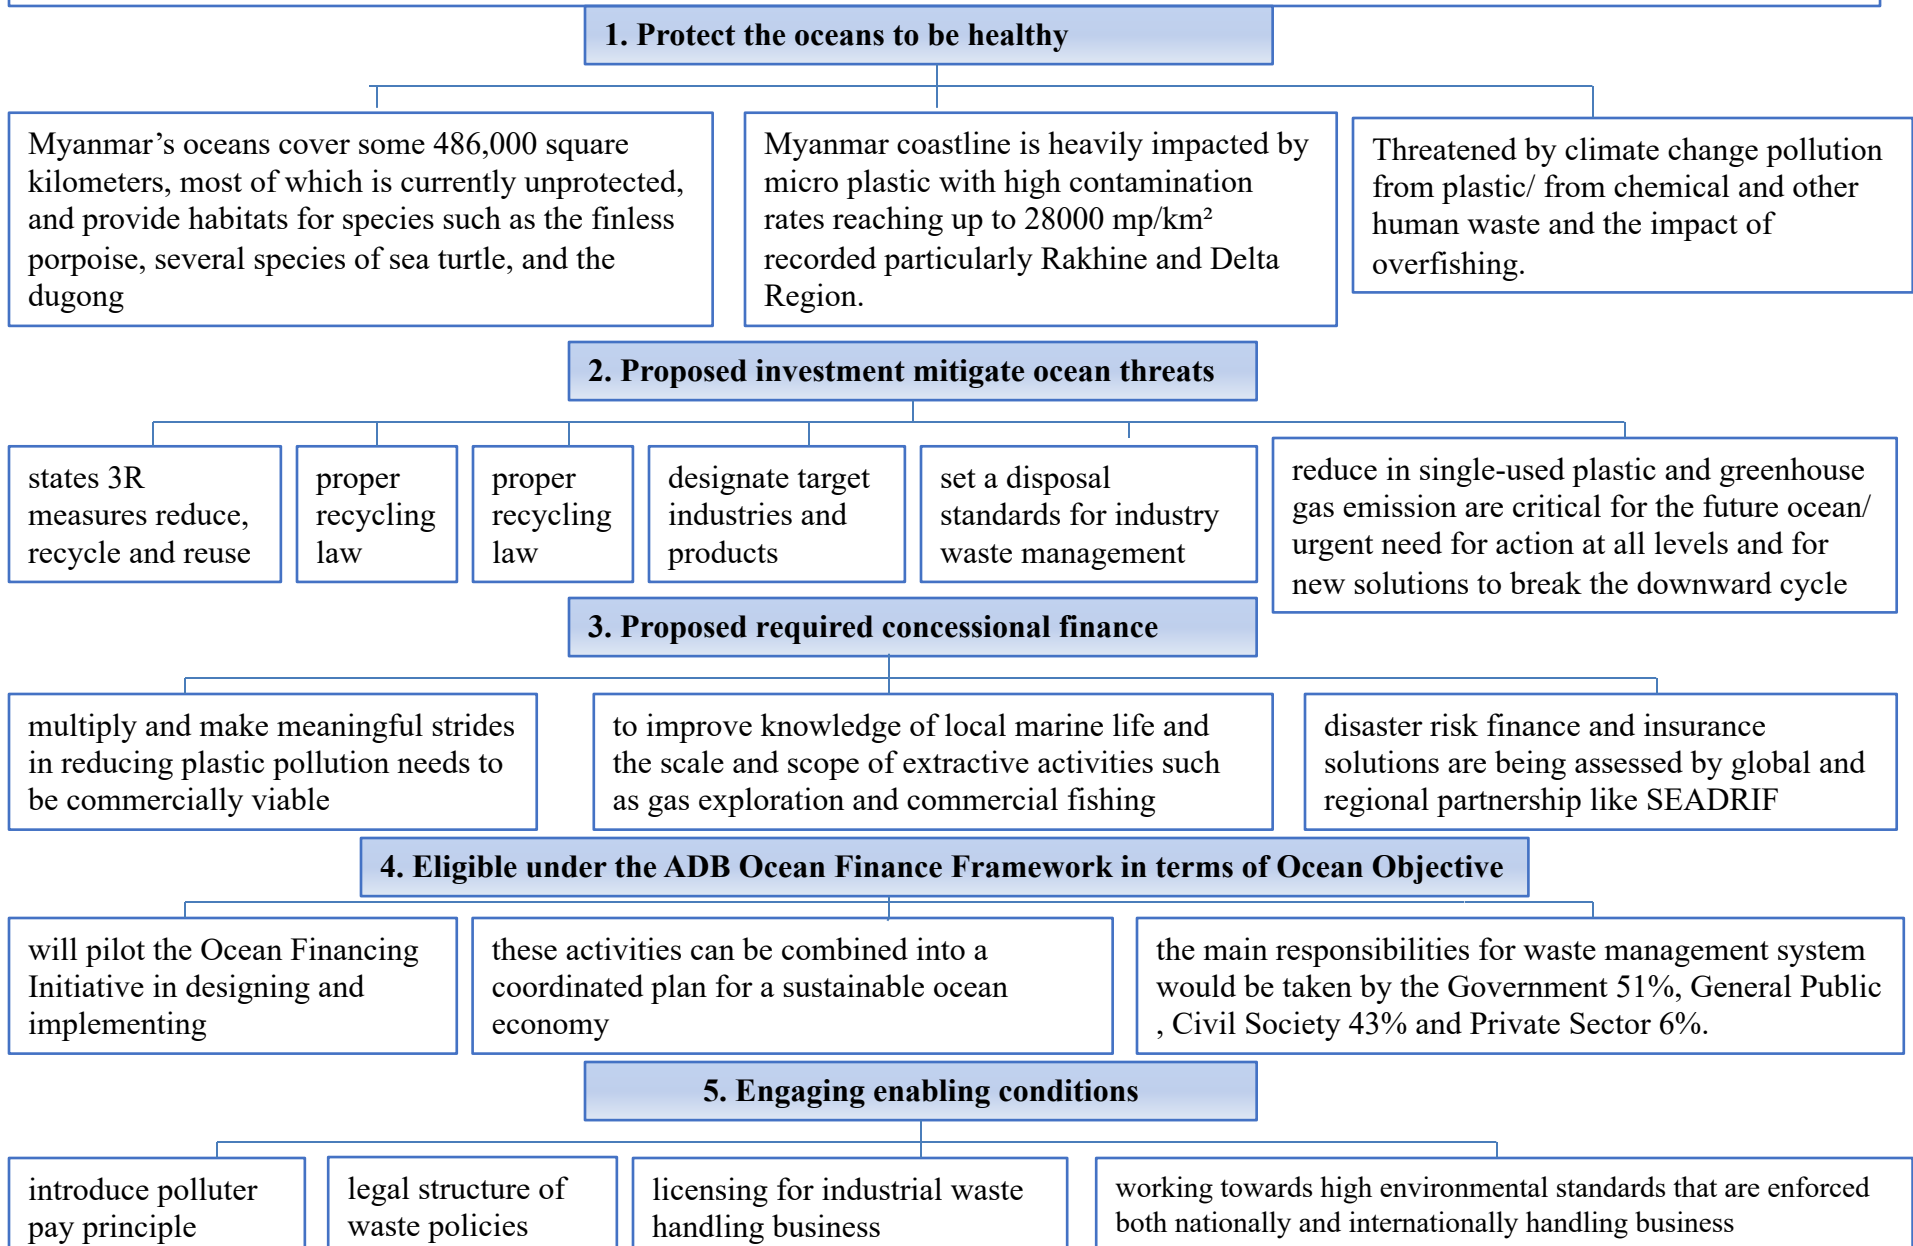 1. Protect the oceans to be healthy
Myanmar’s oceans cover some 486,000 square
kilometers, most of which is currently unprotected,
and provide habitats for species such as the finless
porpoise, several species of sea turtle, and the
dugong
Myanmar coastline is heavily impacted by
micro plastic with high contamination
rates reaching up to 28000 mp/km²
recorded particularly Rakhine and Delta
Region.
Threatened by climate change pollution
from plastic/ from chemical and other
human waste and the impact of
overfishing.
2. Proposed investment mitigate ocean threats
states 3R
measures reduce,
recycle and reuse
proper
recycling
law
proper
recycling
law
designate target
industries and
products
set a disposal
standards for industry
waste management
reduce in single-used plastic and greenhouse
gas emission are critical for the future ocean/
urgent need for action at all levels and for
new solutions to break the downward cycle
3. Proposed required concessional finance
multiply and make meaningful strides
in reducing plastic pollution needs to
be commercially viable
to improve knowledge of local marine life and
the scale and scope of extractive activities such
as gas exploration and commercial fishing
disaster risk finance and insurance
solutions are being assessed by global and
regional partnership like SEADRIF
4. Eligible under the ADB Ocean Finance Framework in terms of Ocean Objective
will pilot the Ocean Financing
Initiative in designing and
implementing
these activities can be combined into a
coordinated plan for a sustainable ocean
economy
the main responsibilities for waste management system
would be taken by the Government 51%, General Public
, Civil Society 43% and Private Sector 6%.
5. Engaging enabling conditions
introduce polluter
pay principle
legal structure of
waste policies
licensing for industrial waste
handling business
working towards high environmental standards that are enforced
both nationally and internationally handling business